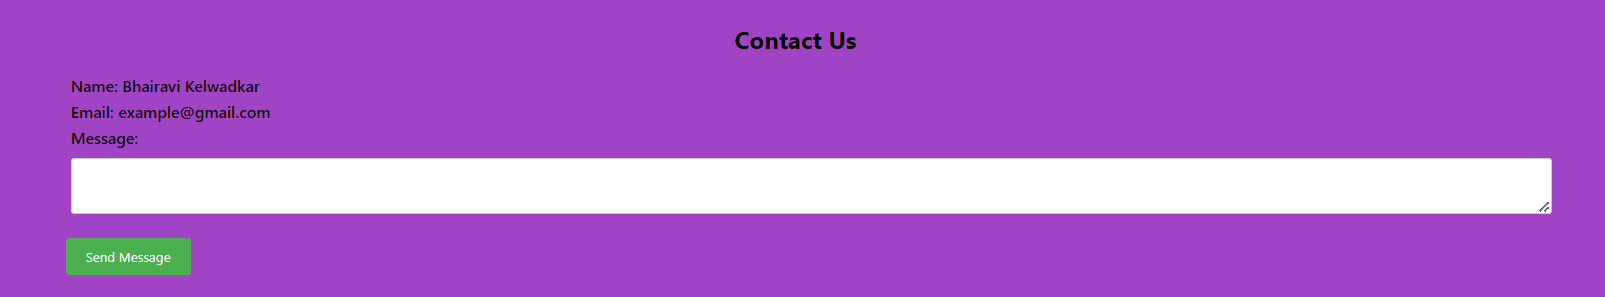 Contact Us
Name: Bhairavi Kelwadkar
Email: example@gmail.com
Message:
Send Message